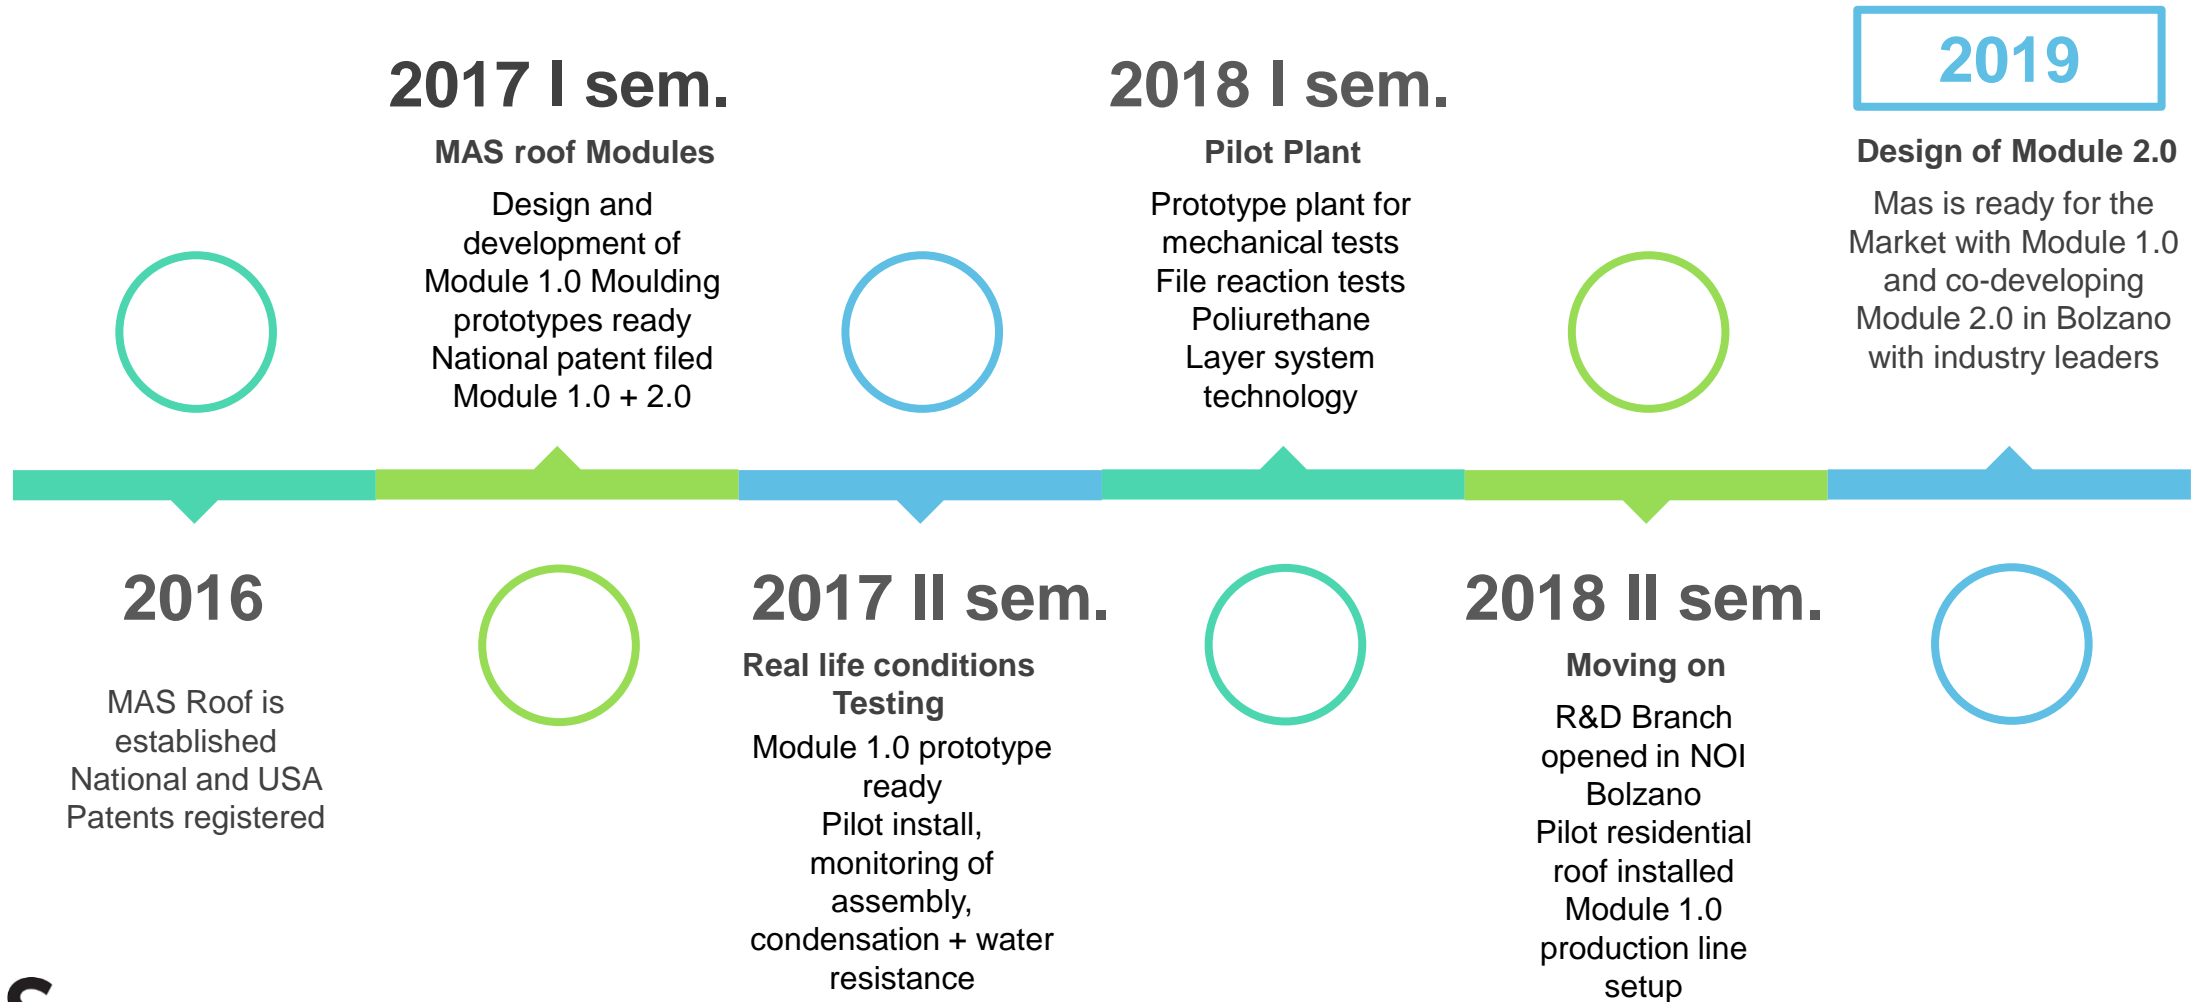 2016
MAS Roof is
established
National and USA
Patents registered
2017 I sem.
MAS roof Modules
Design and
development of
Module 1.0 Moulding
prototypes ready
National patent filed
Module 1.0 + 2.0
2017 II sem.
Real life conditions
Testing
Module 1.0 prototype
ready
Pilot install,
monitoring of
assembly,
condensation + water
resistance
2018 I sem.
Pilot Plant
Prototype plant for
mechanical tests
File reaction tests
Poliurethane
Layer system
technology
2018 II sem.
Moving on
R&D Branch
opened in NOI
Bolzano
Pilot residential
roof installed
Module 1.0
production line
setup
2019
Design of Module 2.0
Mas is ready for the
Market with Module 1.0
and co-developing
Module 2.0 in Bolzano
with industry leaders